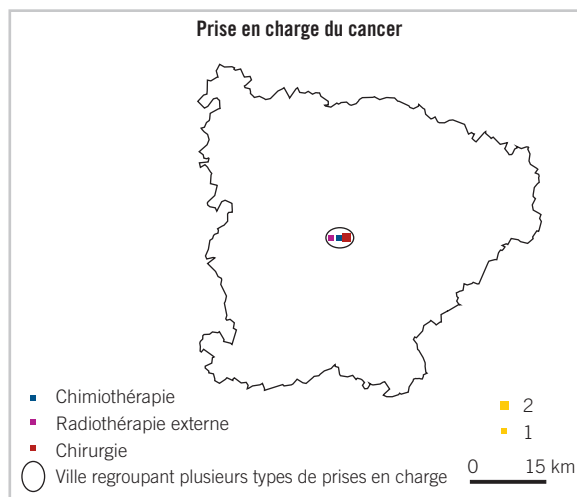 Prise en charge du cancer
Chimiothérapie
Radiothérapie externe
Chirurgie
Ville regroupant plusieurs types de prises en charge
2
1
0 15 km